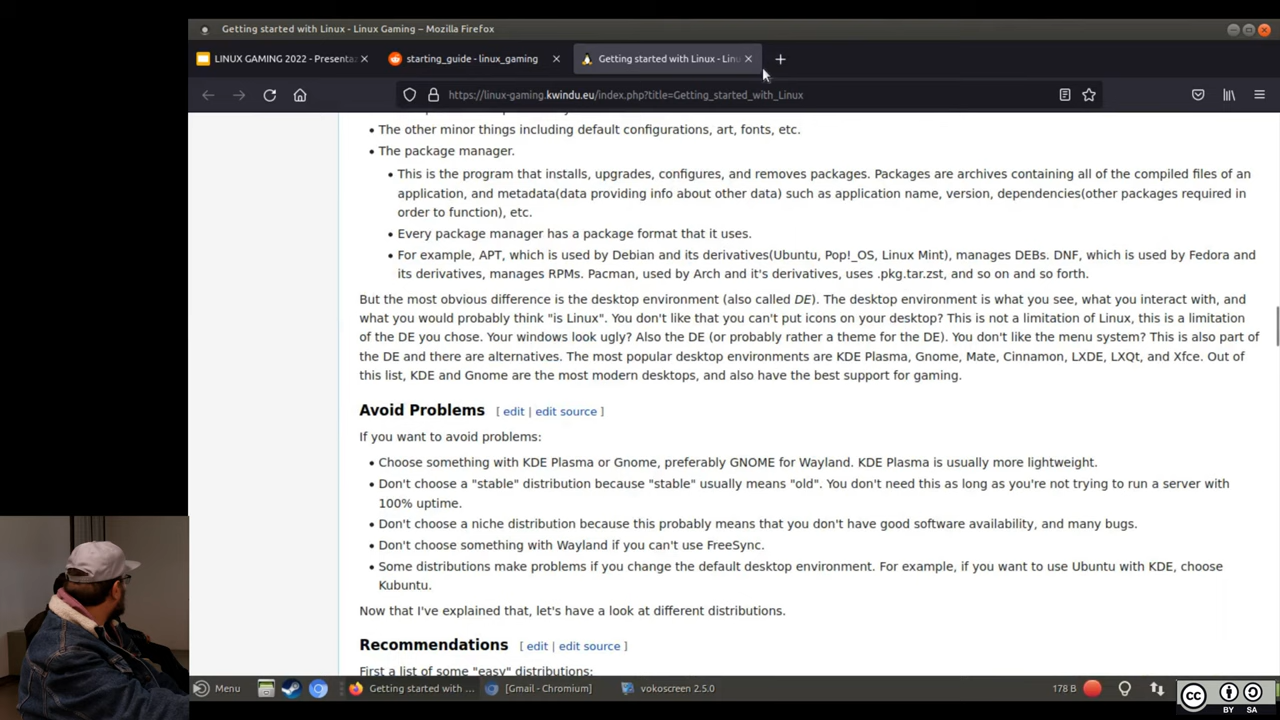 Getting started with Linux - Linux Gaming – Mozilla Firefox
LINUX GAMING 2022 - Presenta
starting_guide - linux_gaming
Getting started with Linux - Linu
https://linux-gaming.kwindu.eu/index.php?title=Getting_started_with_Linux
The other minor things including default configurations, art, fonts, etc.
The package manager.
This is the program that installs, upgrades, configures, and removes packages. Packages are archives containing all of the compiled files of an
application, and metadata(data providing info about other data) such as application name, version, dependencies(other packages required in
order to function), etc.
Every package manager has a package format that it uses.
For example, APT, which is used by Debian and its derivatives(Ubuntu, Pop!_OS, Linux Mint), manages DEBs. DNF, which is used by Fedora and
its derivatives, manages RPMs. Pacman, used by Arch and it's derivatives, uses .pkg.tar.zst, and so on and so forth.
But the most obvious difference is the desktop environment (also called DE). The desktop environment is what you see, what you interact with, and
what you would probably think "is Linux". You don't like that you can't put icons on your desktop? This is not a limitation of Linux, this is a limitation
of the DE you chose. Your windows look ugly? Also the DE (or probably rather a theme for the DE). You don't like the menu system? This is also part of
the DE and there are alternatives. The most popular desktop environments are KDE Plasma, Gnome, Mate, Cinnamon, LXDE, LXQt, and Xfce. Out of
this list, KDE and Gnome are the most modern desktops, and also have the best support for gaming.
Avoid Problems [ edit | edit source ]
If you want to avoid problems:
Choose something with KDE Plasma or Gnome, preferably GNOME for Wayland. KDE Plasma is usually more lightweight.
Don't choose a "stable" distribution because "stable" usually means "old". You don't need this as long as you're not trying to run a server with
100% uptime.
Don't choose a niche distribution because this probably means that you don't have good software availability, and many bugs.
Don't choose something with Wayland if you can't use FreeSync.
Some distributions make problems if you change the default desktop environment. For example, if you want to use Ubuntu with KDE, choose
Kubuntu.
Now that I've explained that, let's have a look at different distributions.
Recommendations [ edit | edit source ]
First a list of some "easy" distributions:
Menu
Getting started with ...
[Gmail - Chromium]
vokoscreen 2.5.0
178 B
CC BY SA